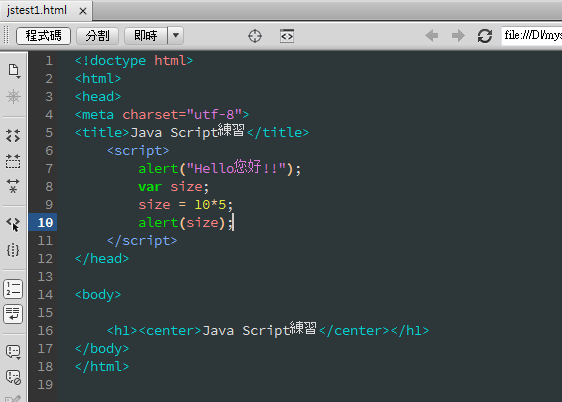 jstest1.html ×
程式碼 分割 即時 file:///D|/mys
1 <!doctype html>
2 <html>
3 <head>
4 <meta charset="utf-8">
5 <title>Java Script練習</title>
6 <script>
7 alert("Hello您好!!");
8 var size;
9 size = 10*5;
10 alert(size);
11 </script>
12 </head>
13
14 <body>
15
16 <h1><center>Java Script練習</center></h1>
17 </body>
18 </html>
19